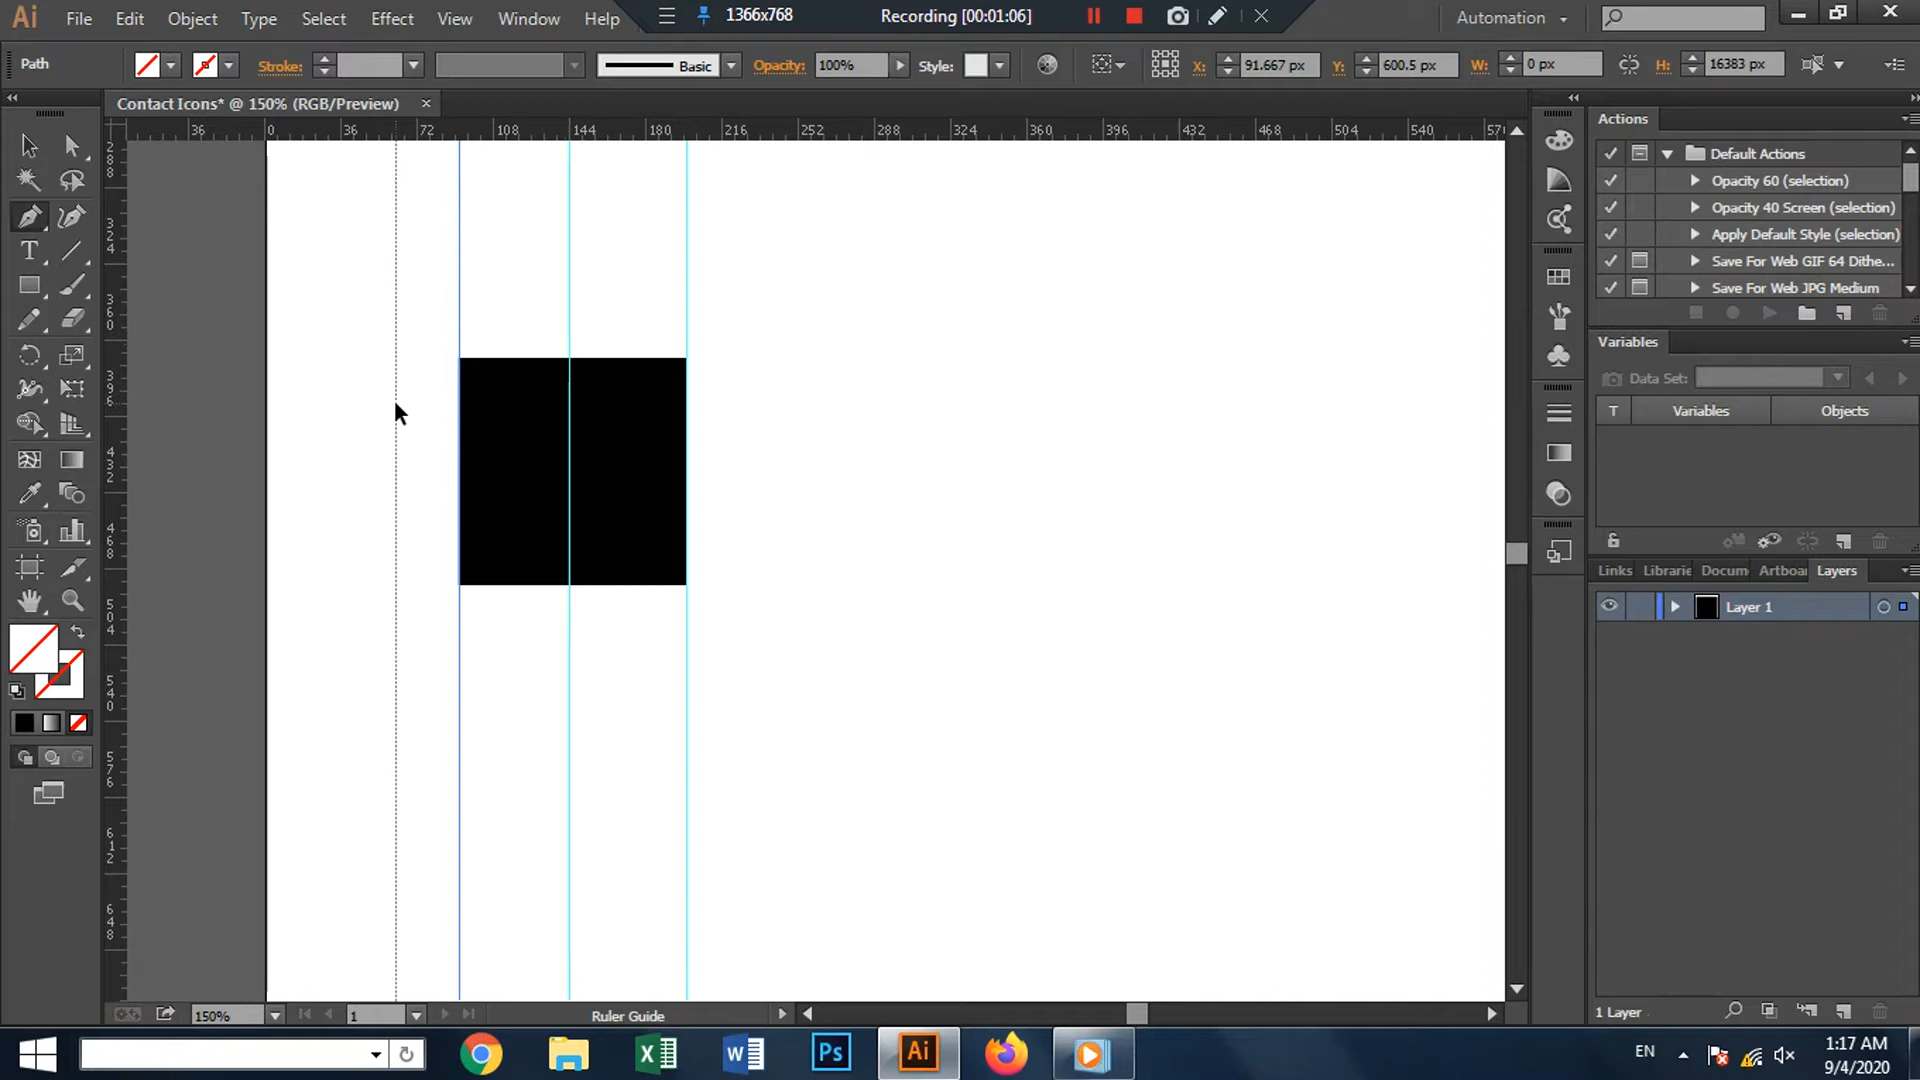 Ai File Edit Object Type Select Effect View Window Help 1366x768 Recording [00:01:06] Automation
Path Stroke: Basic Opacity: 100% Style: X: 91.667 px Y: 600.5 px W: 0 px H: 16383 px
Contact Icons* @ 150% (RGB/Preview)
36 0 36 72 108 144 180 216 252 288 324 360 396 432 468 504 540
288
324
360
396
432
468
504
540
576
612
648
T
Actions
Default Actions
Opacity 60 (selection)
Opacity 40 Screen (selection)
Apply Default Style (selection)
Save For Web GIF 64 Dithe...
Save For Web JPG Medium
Variables
Data Set:
T Variables Objects
Links Librarie Docum Artboar Layers
Layer 1
1 Layer
150% 1 Ruler Guide
Ps Ai EN 1:17 AM
9/4/2020